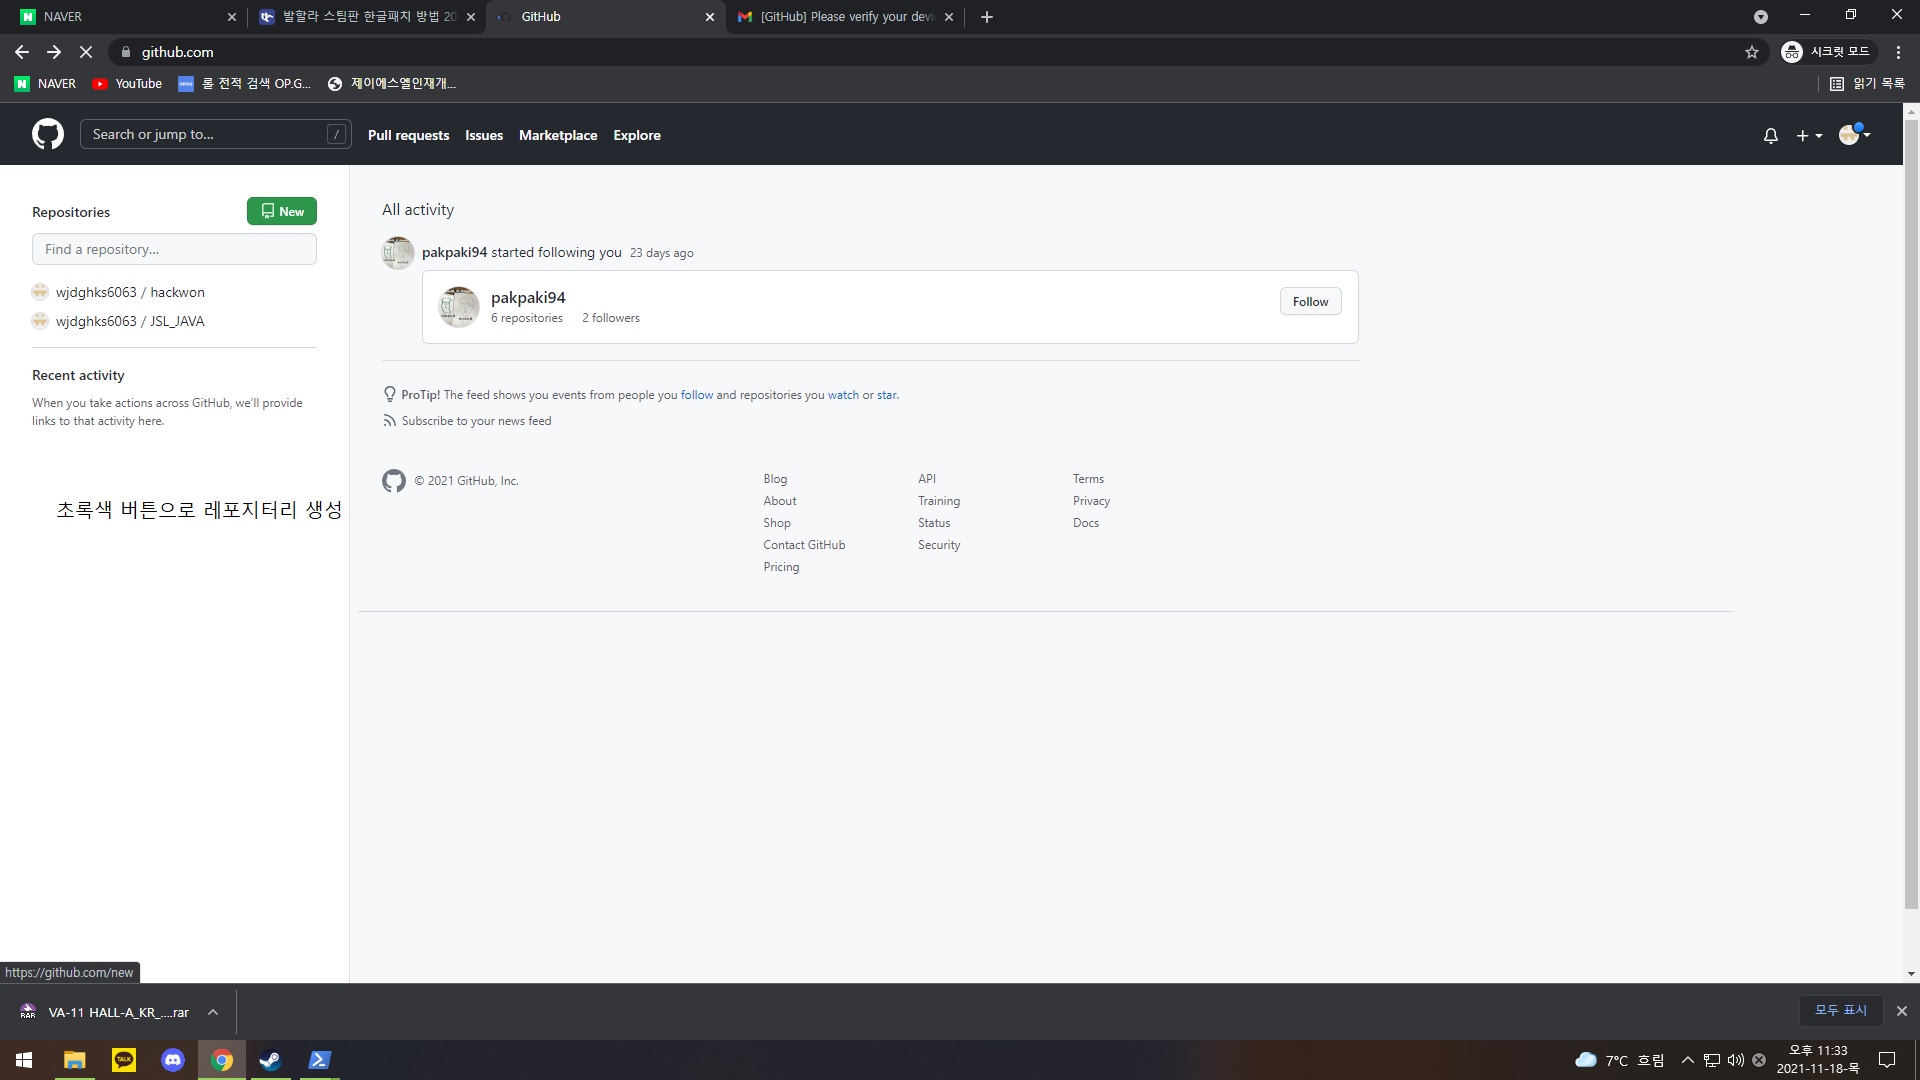 NAVER
발할라 스팀판 한글패치 방법 20
GitHub
[GitHub] Please verify your devi
github.com
시크릿 모드
NAVER
YouTube
롤 전적 검색 OP.G...
제이에스엘인재개...
읽기 목록
Search or jump to...
/
Pull requests
Issues
Marketplace
Explore
Repositories
New
Find a repository...
wjdghks6063 / hackwon
wjdghks6063 / JSL_JAVA
Recent activity
When you take actions across GitHub, we'll provide
links to that activity here.
초록색 버튼으로 레포지터리 생성
All activity
pakpaki94 started following you 23 days ago
pakpaki94
6 repositories 2 followers
Follow
ProTip! The feed shows you events from people you follow and repositories you watch or star.
Subscribe to your news feed
© 2021 GitHub, Inc.
Blog
About
Shop
Contact GitHub
Pricing
API
Training
Status
Security
Terms
Privacy
Docs
https://github.com/new
VA-11 HALL-A_KR_....rar
모두 표시
7°C 흐림
오후 11:33
2021-11-18-목